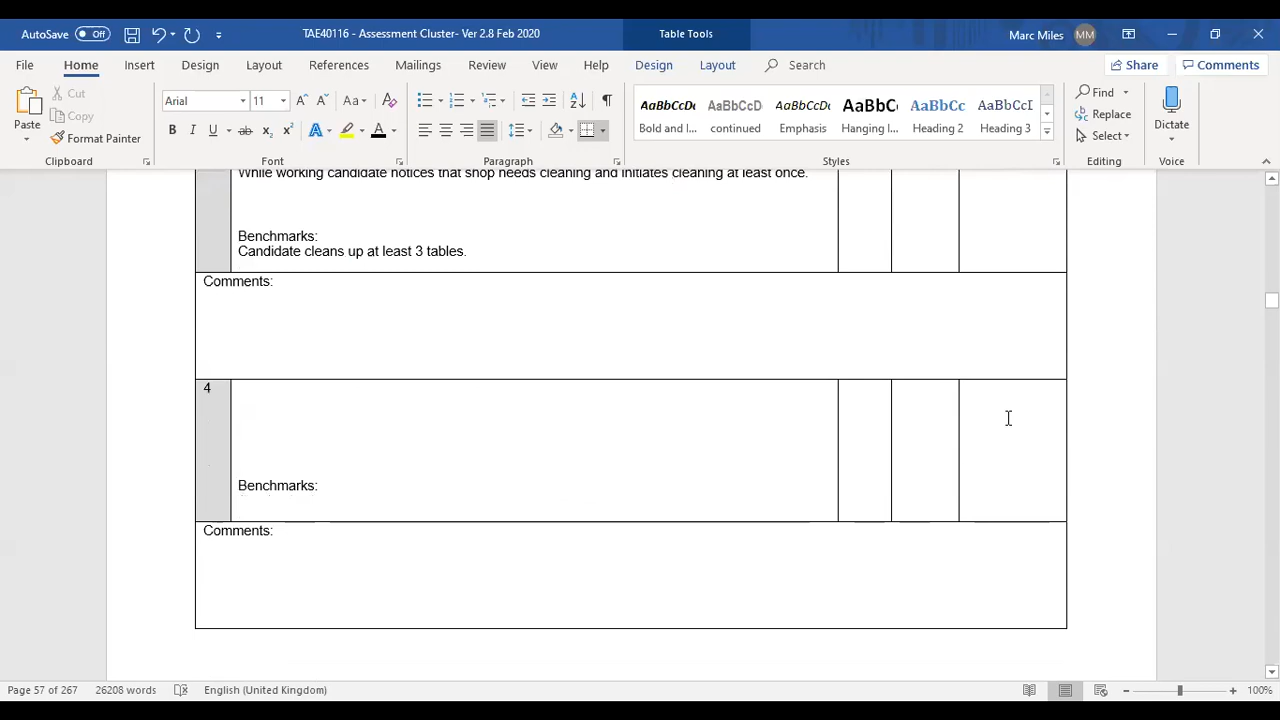 AutoSave Off TAE40116 - Assessment Cluster- Ver 2.8 Feb 2020 Table Tools Marc Miles MM
File Home Insert Design Layout References Mailings Review View Help Design Layout Search Share Comments
Paste Cut Copy Format Painter Clipboard
Arial 11 Font
Paragraph
AaBbCcDc Bold and I...
AaBbCcDc continued
AaBbCcDc Emphasis
AaBbC Hanging I...
AaBbCc Heading 2
AaBbCcI Heading 3
Styles
Find Replace Select Editing
Dictate Voice
While working candidate notices that shop needs cleaning and initiates cleaning at least once.
Benchmarks:
Candidate cleans up at least 3 tables.
Comments:
4
Benchmarks:
Comments:
Page 57 of 267 26208 words English (United Kingdom) 100%